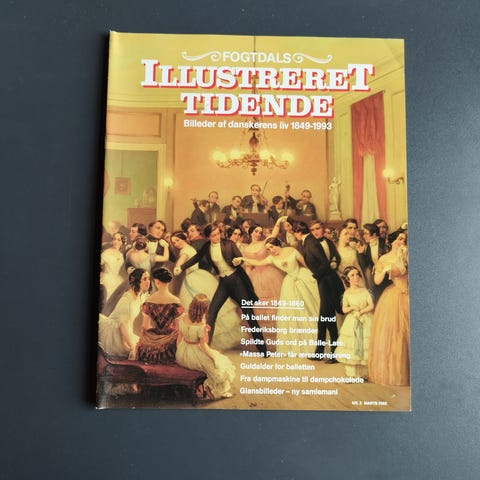 FOGTDALS
ILLUSTRERET
TIDENDE
Billeder af danskerens liv 1849-1993
Det sker 1849-1860
På ballet finder man sin brud
Frederiksborg brænder
Spildte Guds ord på Balle-Lars
»Massa Peter« får æresoprejsning
Guldalder for balletten
Fra dampmaskine til dampchokolade
Glansbilleder – ny samlemani
NR. MARTS